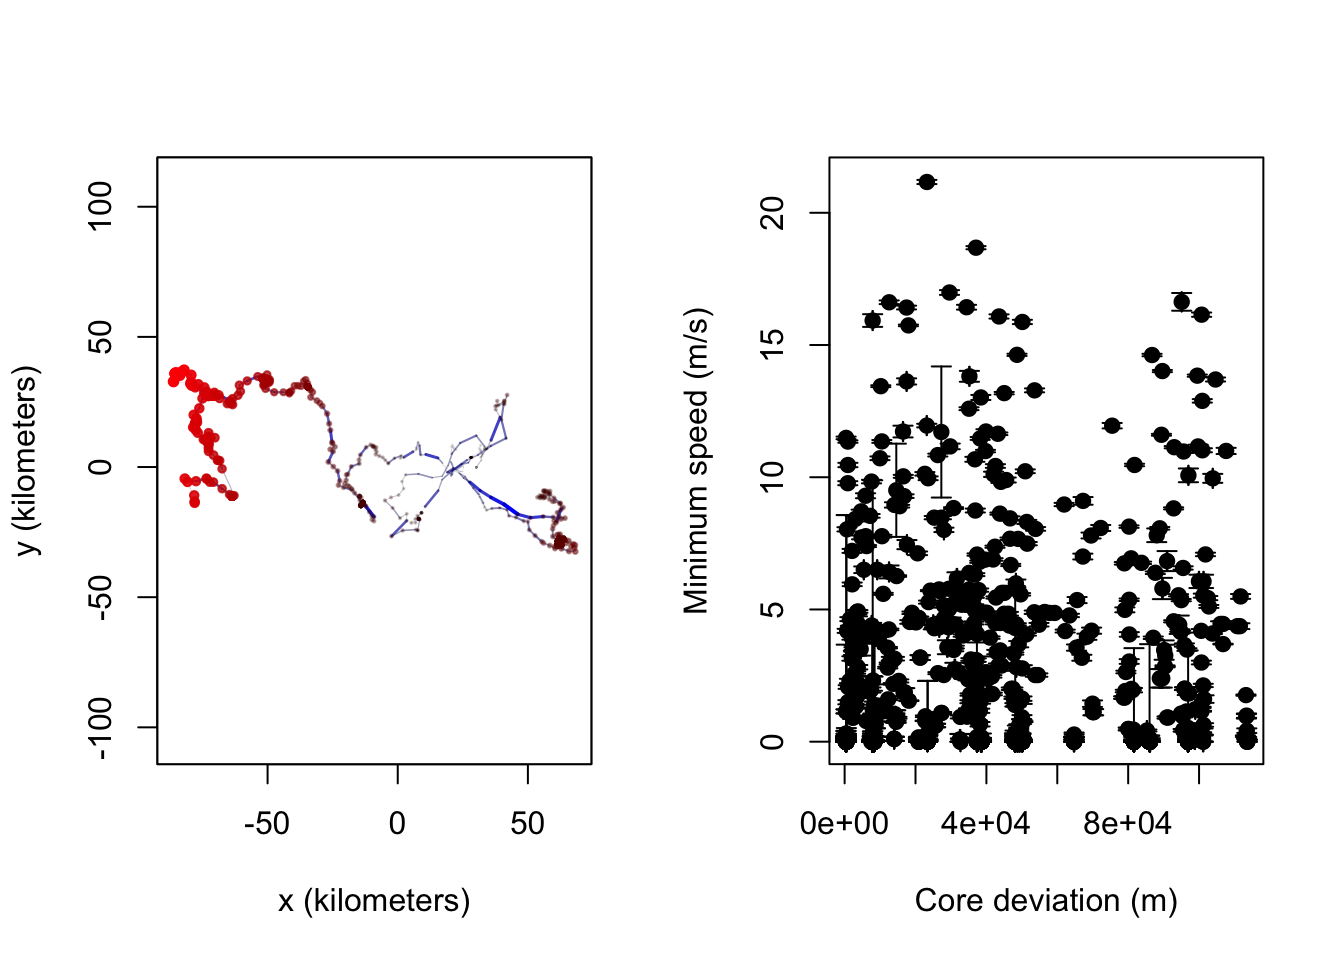 y (kilometers)
100
50
0
-50
-100
-50
0
50
x (kilometers)
Minimum speed (m/s)
20
15
10
5
0
0e+00
4e+04
8e+04
Core deviation (m)